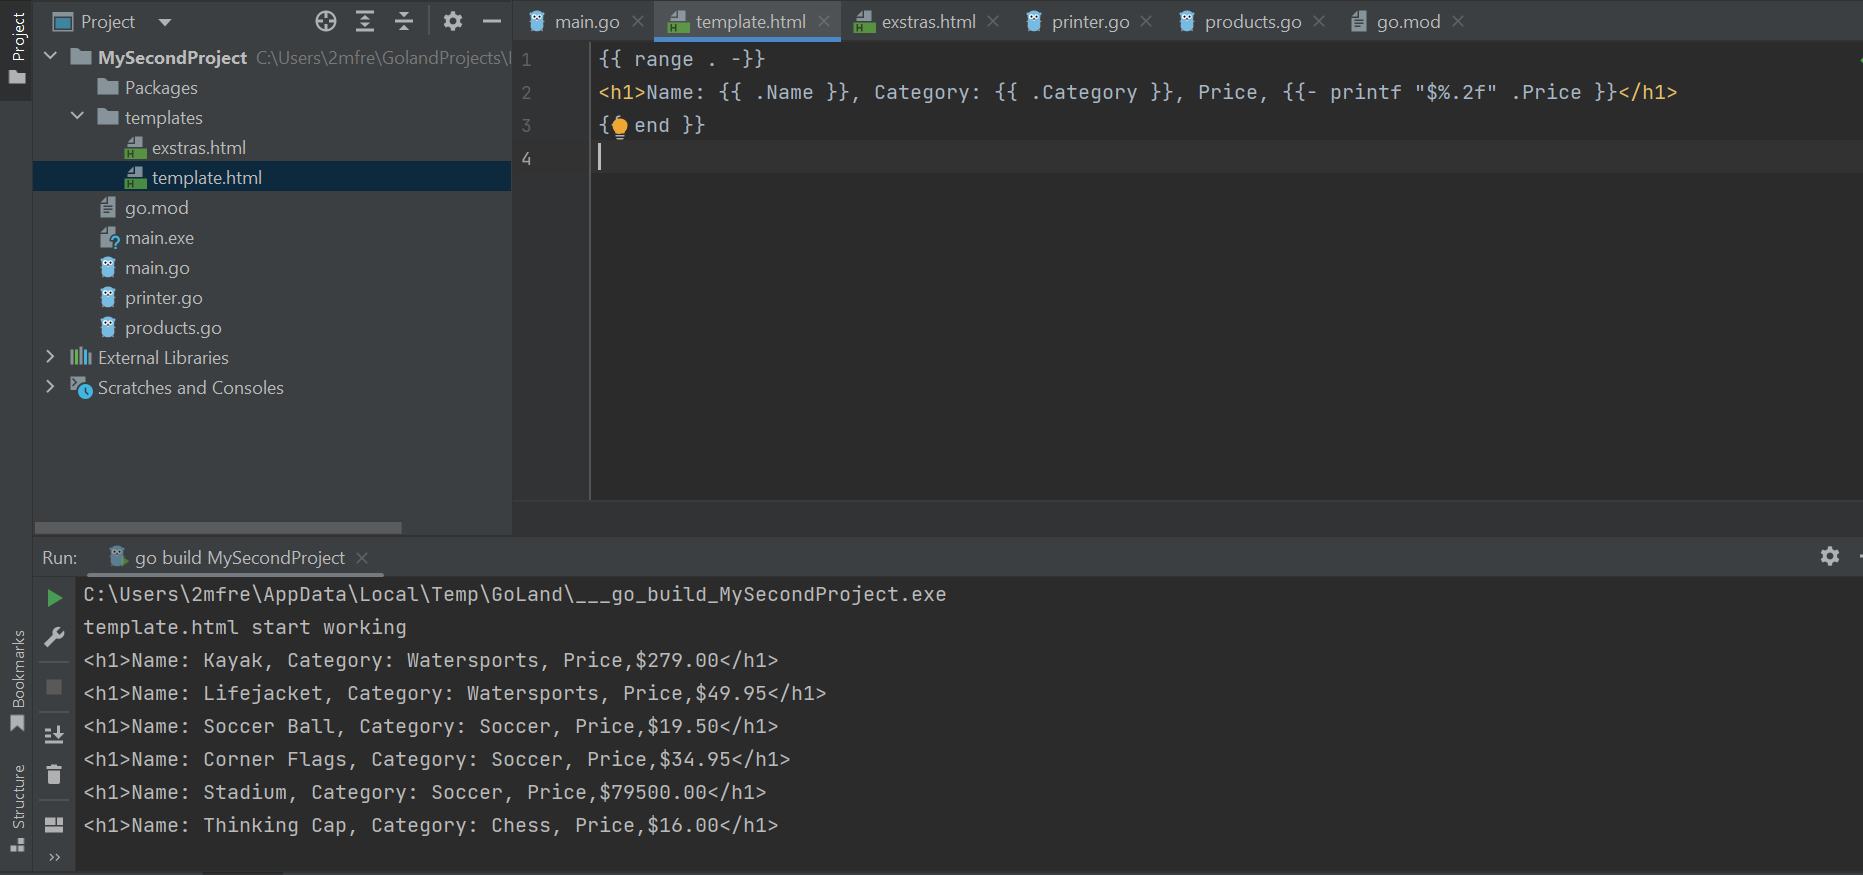 Project
Project
MySecondProject C:\Users\2mfre\GolandProjects\
Packages
templates
exstras.html
template.html
go.mod
main.exe
main.go
printer.go
products.go
External Libraries
Scratches and Consoles
main.go template.html exstras.html printer.go products.go go.mod
1 {{ range . -}}
2 <h1>Name: {{ .Name }}, Category: {{ .Category }}, Price, {{- printf "$%.2f" .Price }}</h1>
3 {{ end }}
4
Run: go build MySecondProject
C:\Users\2mfre\AppData\Local\Temp\GoLand\___go_build_MySecondProject.exe
template.html start working
<h1>Name: Kayak, Category: Watersports, Price,$279.00</h1>
<h1>Name: Lifejacket, Category: Watersports, Price,$49.95</h1>
<h1>Name: Soccer Ball, Category: Soccer, Price,$19.50</h1>
<h1>Name: Corner Flags, Category: Soccer, Price,$34.95</h1>
<h1>Name: Stadium, Category: Soccer, Price,$79500.00</h1>
<h1>Name: Thinking Cap, Category: Chess, Price,$16.00</h1>
Bookmarks
Structure